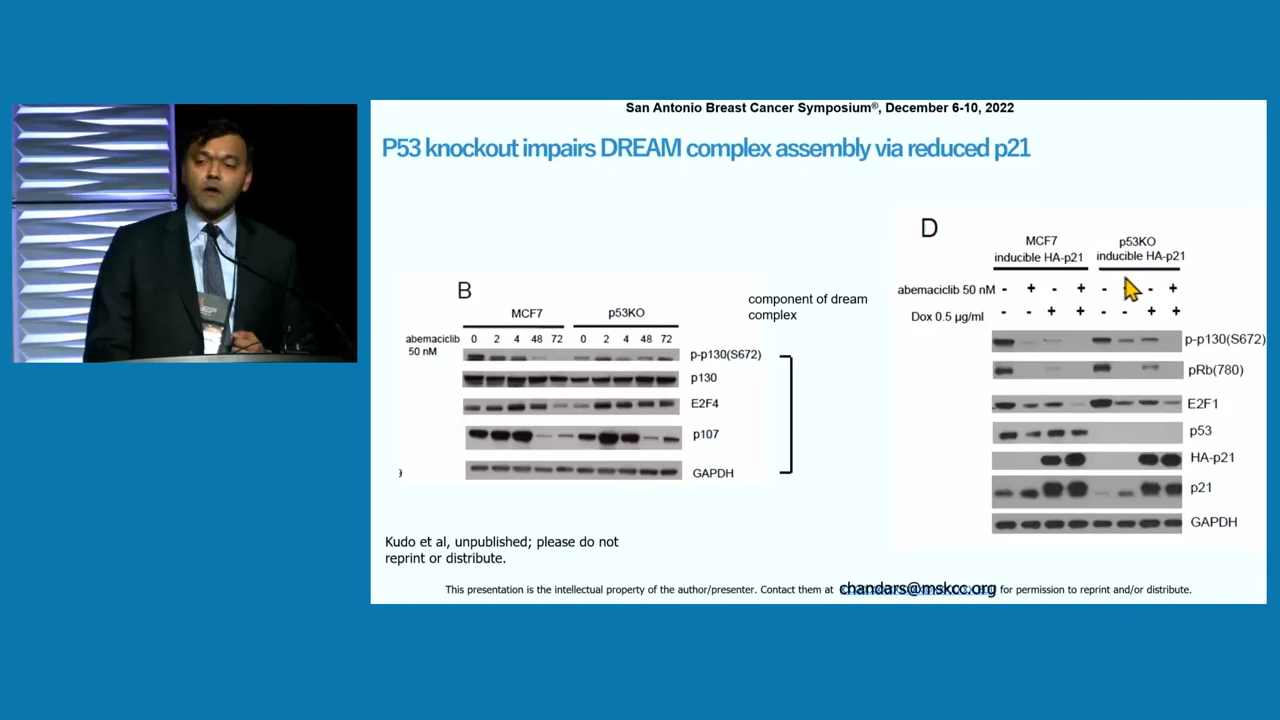 San Antonio Breast Cancer Symposium®, December 6-10, 2022
P53 knockout impairs DREAM complex assembly via reduced p21
B
MCF7 p53KO
abemaciclib 0 2 4 48 72 0 2 4 48 72
50 nM
p-p130(S672)
p130
E2F4
p107
GAPDH
9
component of dream
complex
D
MCF7 p53KO
inducible HA-p21 inducible HA-p21
abemaciclib 50 nM - + - + - - +
Dox 0.5 µg/ml - - + + - - + +
p-p130(S672)
pRb(780)
E2F1
p53
HA-p21
p21
GAPDH
Kudo et al, unpublished; please do not
reprint or distribute.
This presentation is the intellectual property of the author/presenter. Contact them at chandars@mskcc.org for permission to reprint and/or distribute.